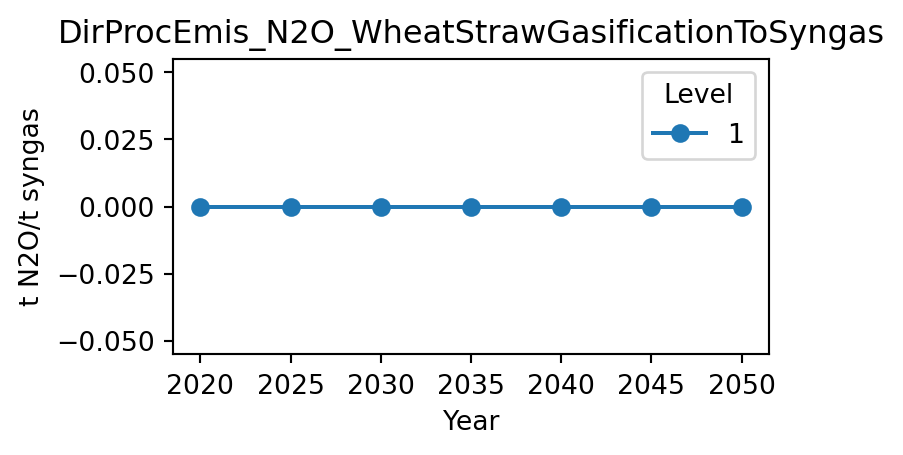 DirProcEmis_N2O_WheatStrawGasificationToSyngas
t N2O/t syngas
0.050
0.025
0.000
−0.025
−0.050
Level
1
2020 2025 2030 2035 2040 2045 2050
Year